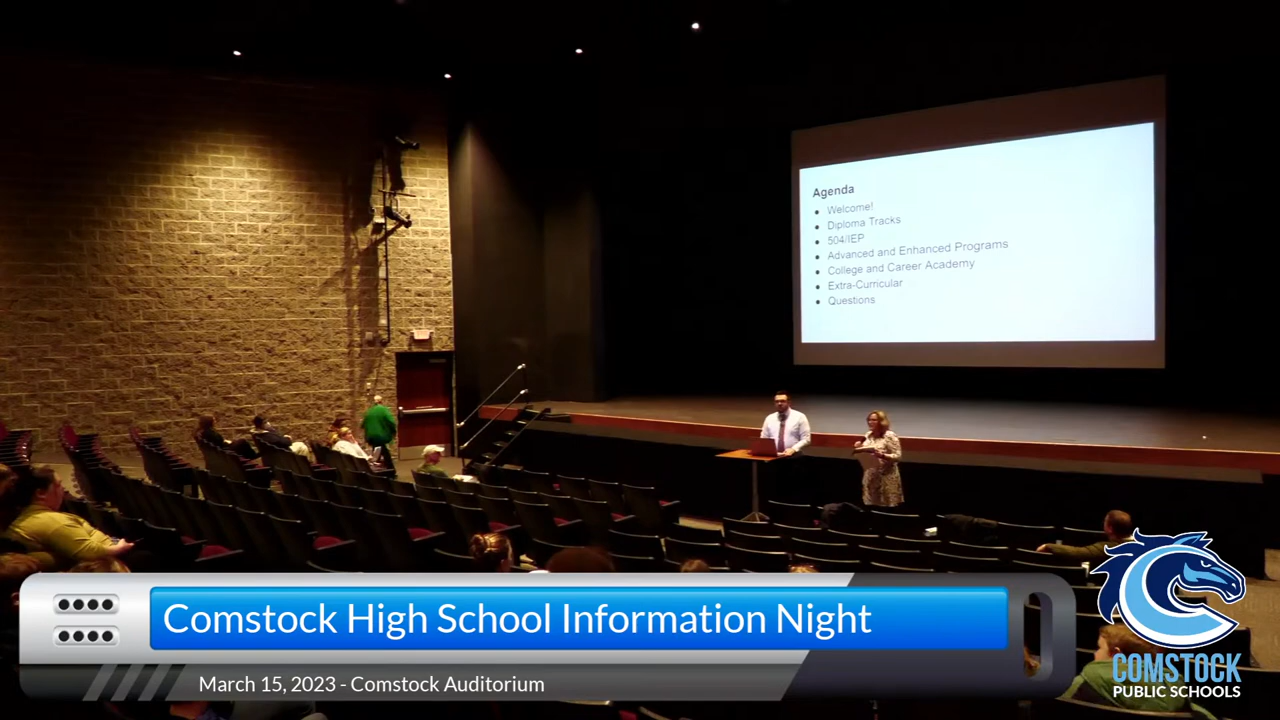 Agenda
• Welcome!
• Diploma Tracks
• 504/IEP
• Advanced and Enhanced Programs
• College and Career Academy
• Extra-Curricular
• Questions
Comstock High School Information Night
March 15, 2023 - Comstock Auditorium
COMSTOCK
PUBLIC SCHOOLS